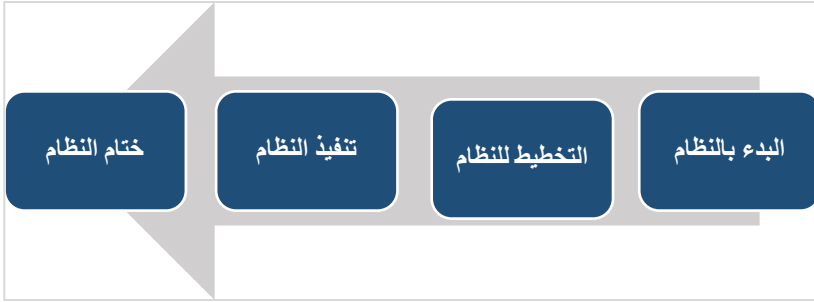 البدء بالنظام
التخطيط للنظام
تنفيذ النظام
ختام النظام